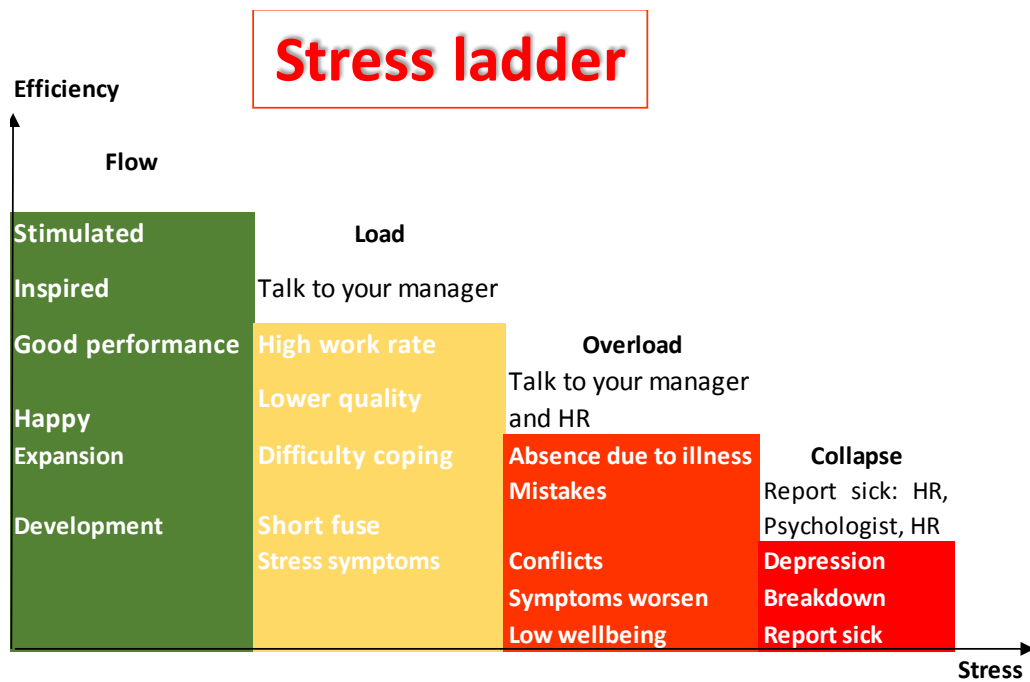 Stress ladder
Efficiency
Flow
Stimulated
Inspired
Good performance
Happy
Expansion
Development
Load
Talk to your manager
High work rate
Lower quality
Difficulty coping
Short fuse
Stress symptoms
Overload
Talk to your manager
and HR
Absence due to illness
Mistakes
Conflicts
Symptoms worsen
Low wellbeing
Collapse
Report sick: HR,
Psychologist, HR
Depression
Breakdown
Report sick
Stress